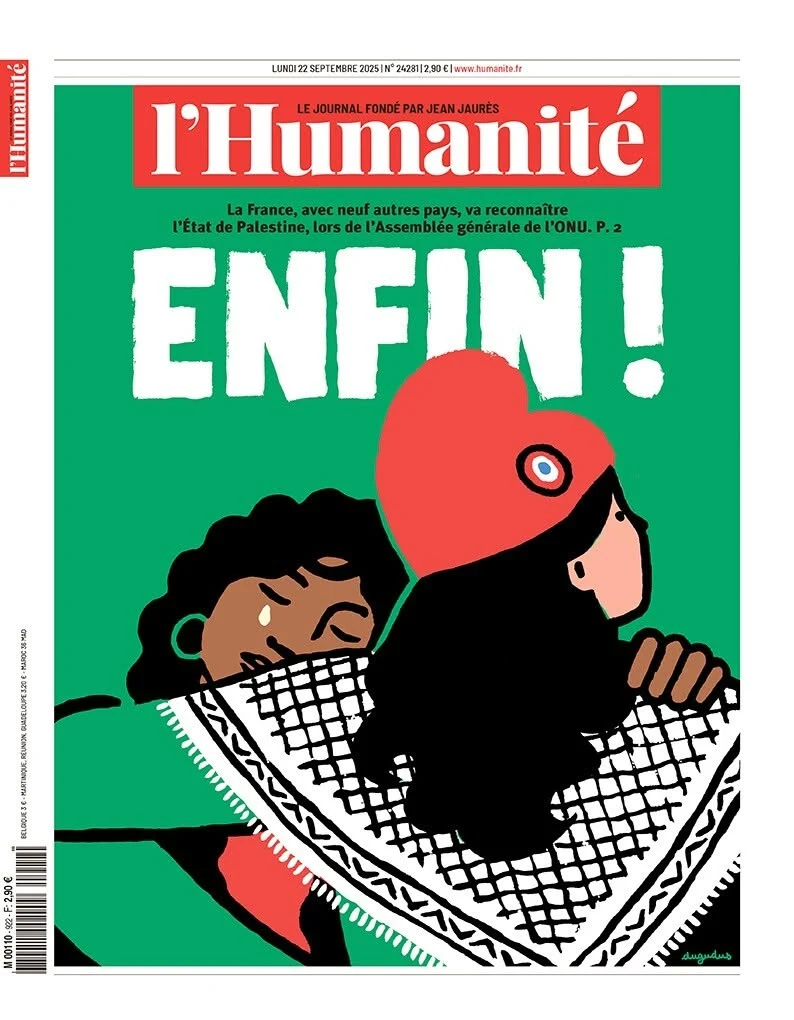 LUNDI 22 SEPTEMBRE 2025 | N° 24281 | 2,90 € | www.humanite.fr
LE JOURNAL FONDÉ PAR JEAN JAURÈS
l'Humanité
La France, avec neuf autres pays, va reconnaître
l'État de Palestine, lors de l'Assemblée générale de l'ONU. P. 2
ENFIN !
dugudus
l'Humanité
BELGIQUE 3 € - MARTINIQUE, RÉUNION, GUADELOUPE 3,20 € - MAROC 36 MAD
M 00110 - 922 - F: 2,90 €